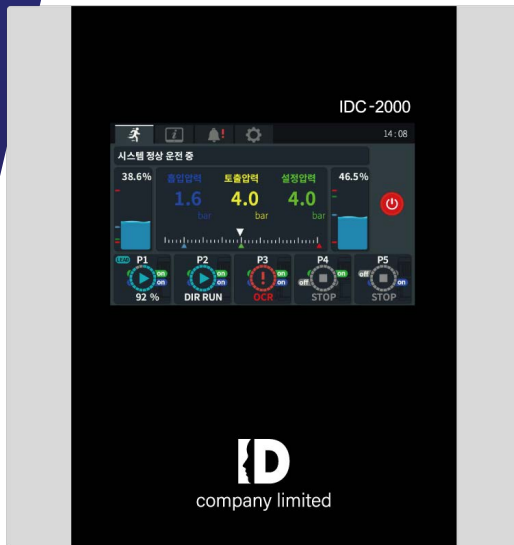 IDC-2000
14:08
시스템 정상 운전 중
38.6% 흡입압력 토출압력 설정압력 46.5%
1.6 4.0 4.0
bar bar bar
P1 P2 P3 P4 P5
on on on on off
on on on off on
92 % DIR RUN OCR STOP STOP
ID
company limited